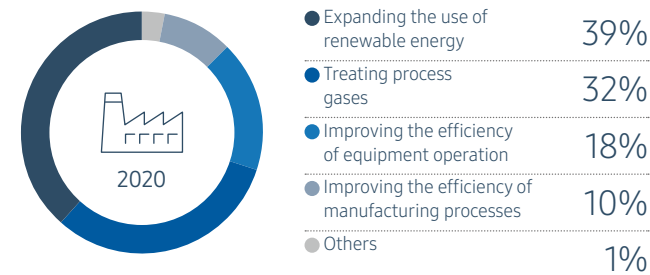 2020
Expanding the use of
renewable energy
39%
Treating process
gases
32%
Improving the efficiency
of equipment operation
18%
Improving the efficiency of
manufacturing processes
10%
Others
1%